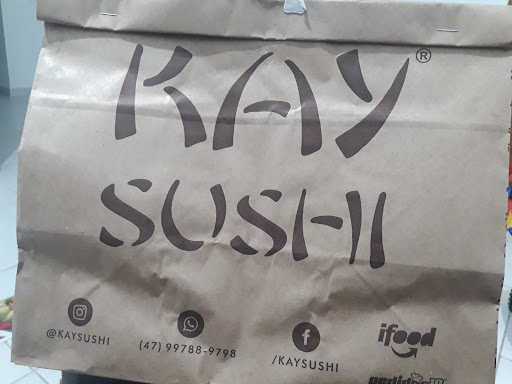 KAY®
SUSHI
@KAYSUSHI
(47) 99788-9798
/KAYSUSHI
ifood